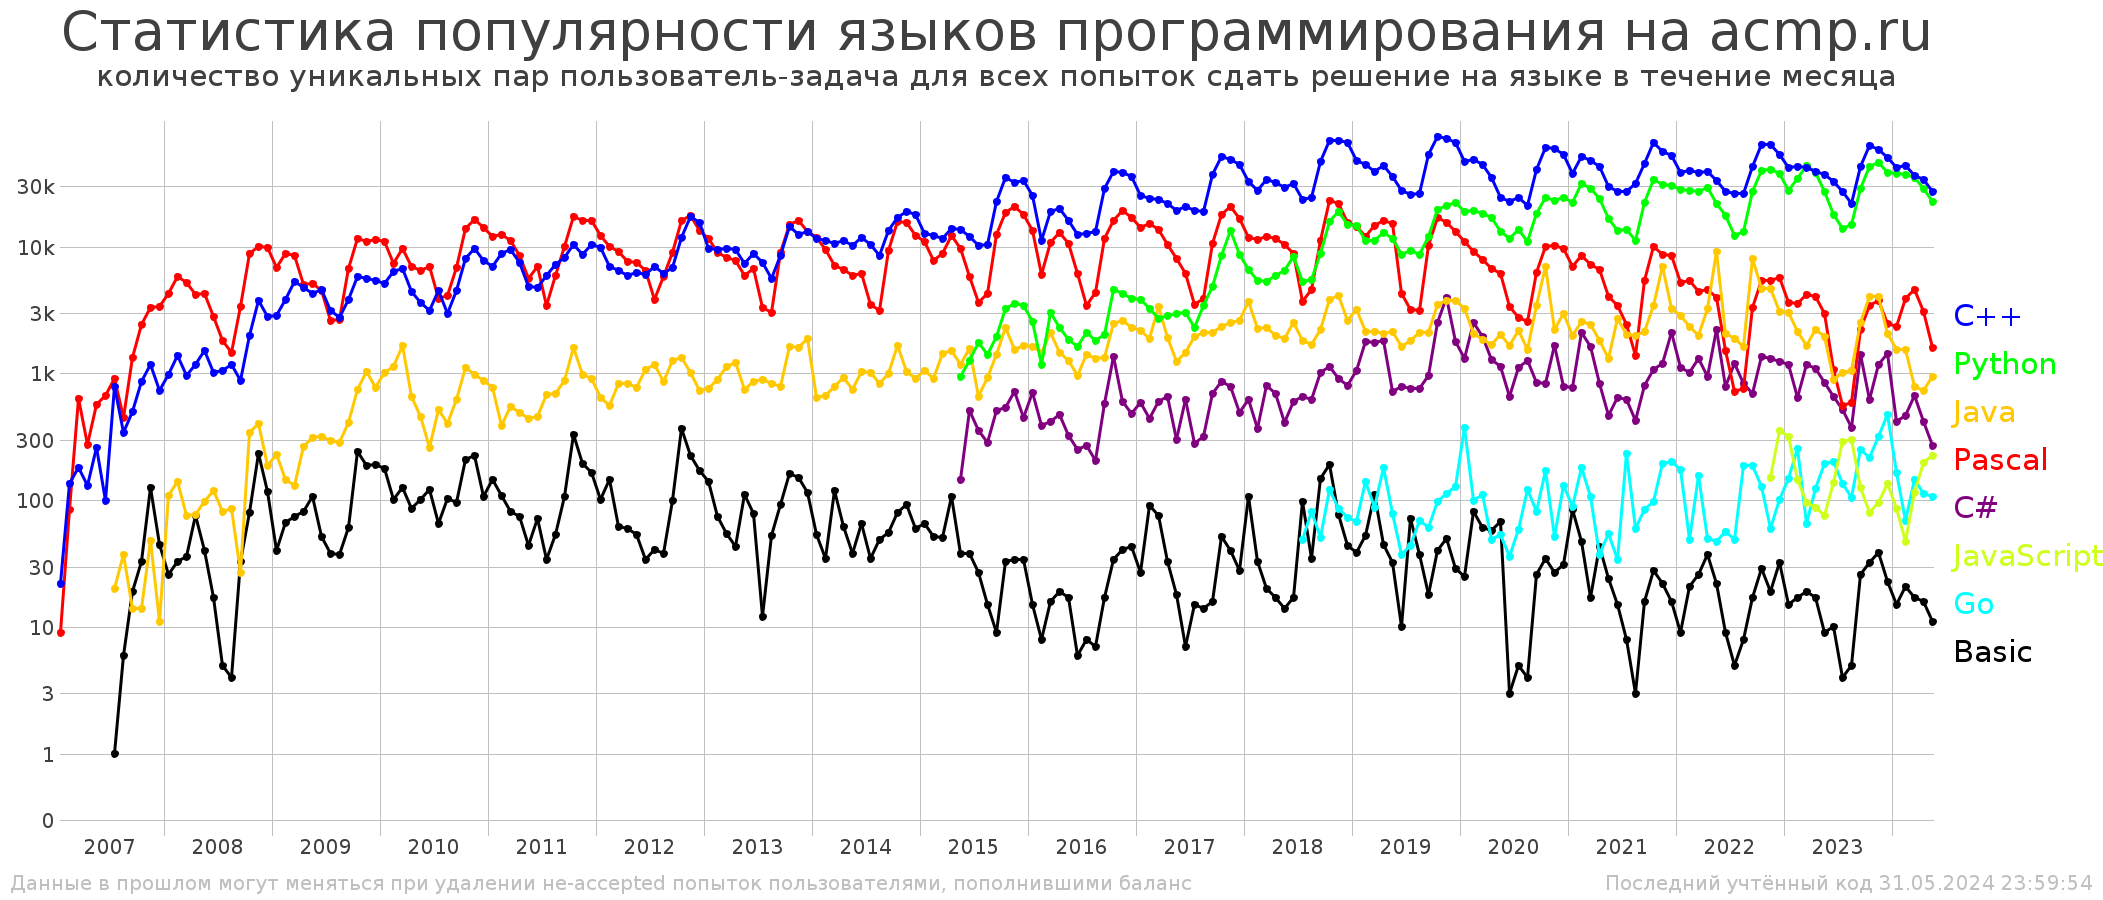 Статистика популярности языков программирования на acmp.ru
количество уникальных пар пользователь-задача для всех попыток сдать решение на языке в течение месяца
30k
10k
3k
1k
300
100
30
10
3
1
0
C++
Python
Java
Pascal
C#
JavaScript
Go
Basic
2007 2008 2009 2010 2011 2012 2013 2014 2015 2016 2017 2018 2019 2020 2021 2022 2023
Данные в прошлом могут меняться при удалении не-accepted попыток пользователями, пополнившими баланс
Последний учтённый код 31.05.2024 23:59:54